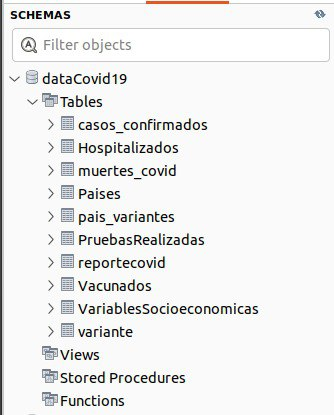 SCHEMAS
Filter objects
dataCovid19
Tables
casos_confirmados
Hospitalizados
muertes_covid
Paises
pais_variantes
PruebasRealizadas
reportecovid
Vacunados
VariablesSocioeconomicas
variante
Views
Stored Procedures
Functions